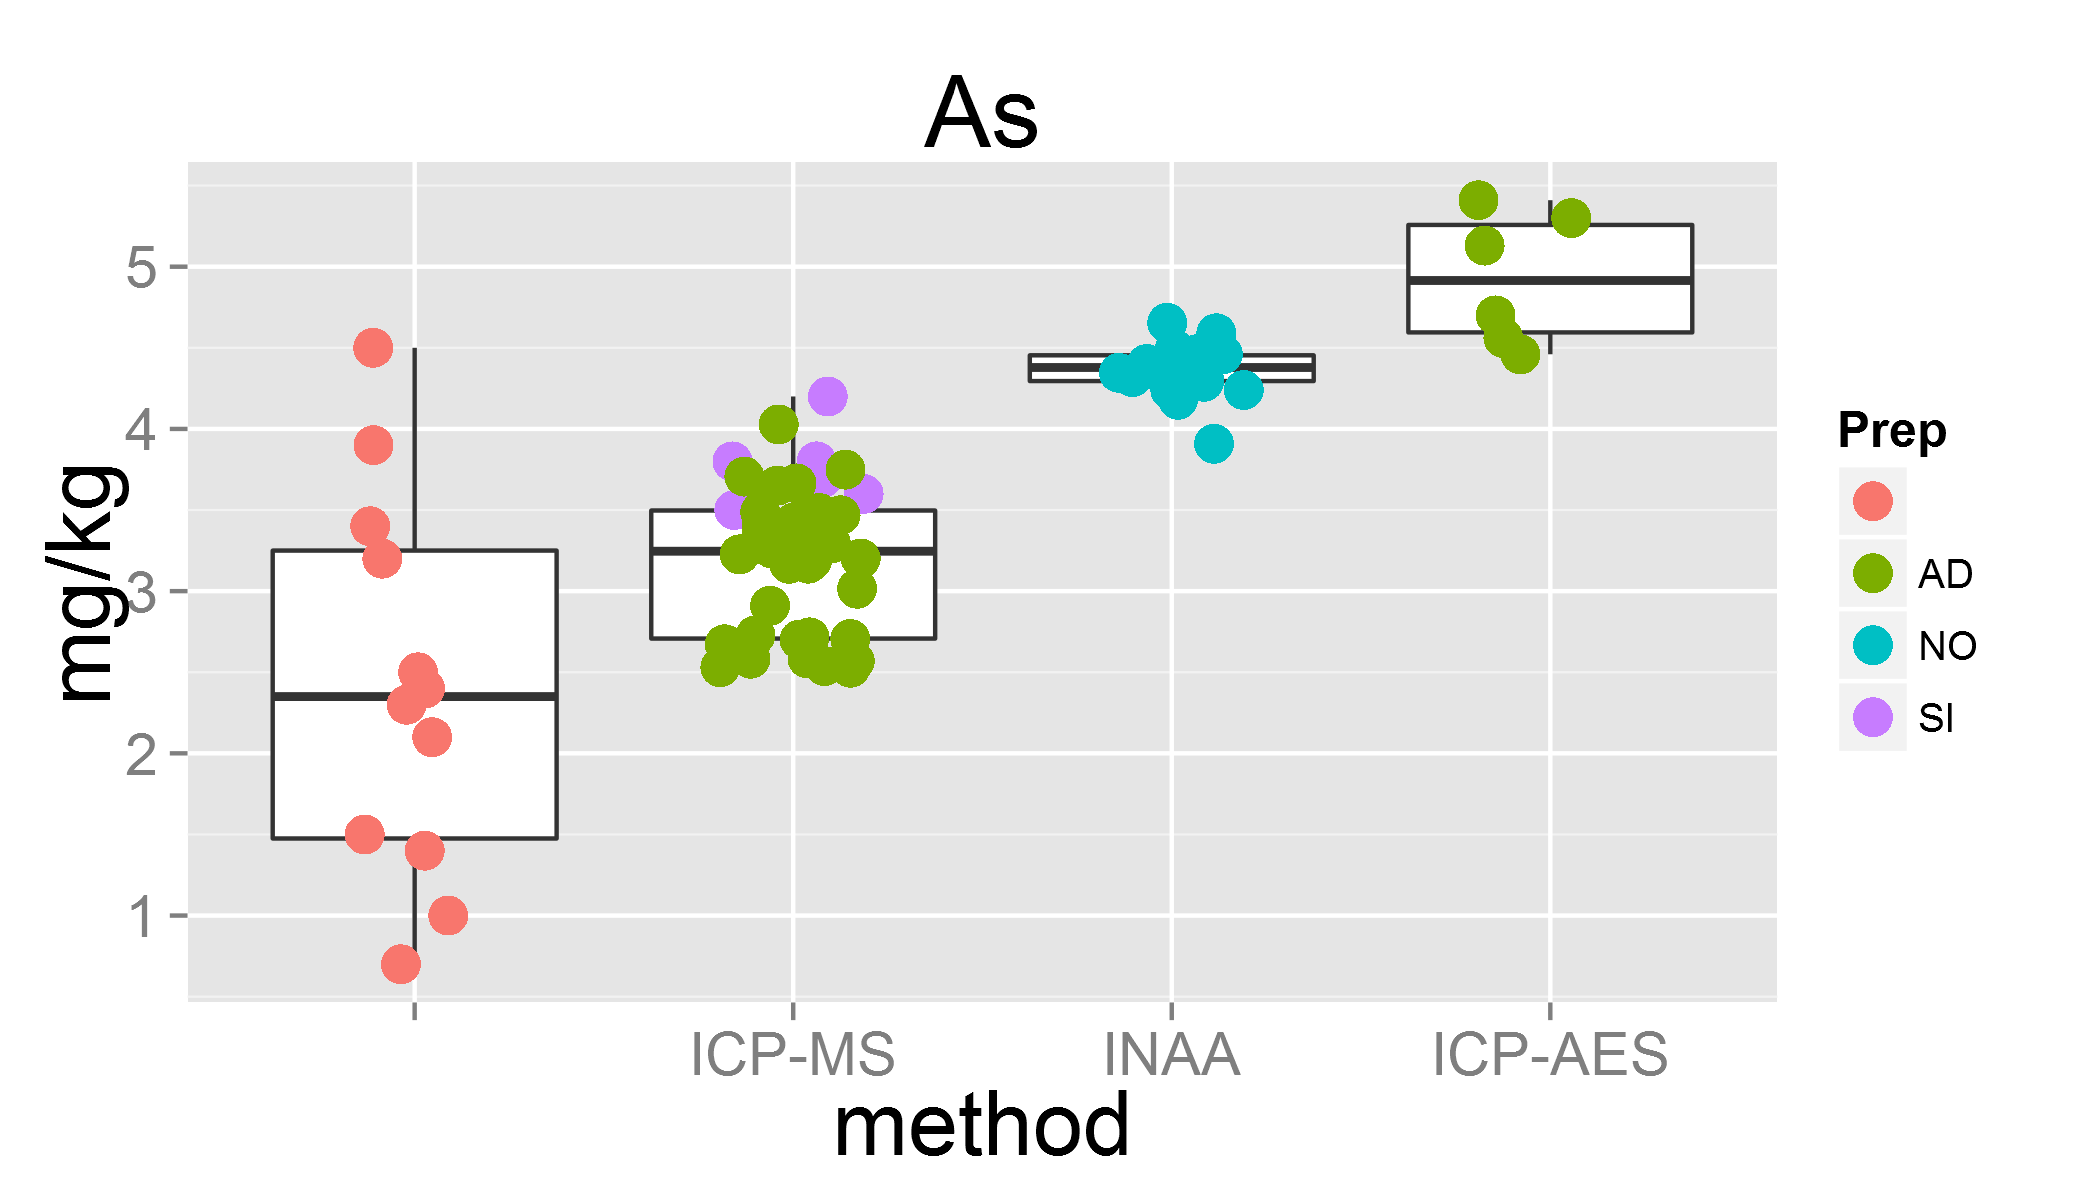 As
mg/kg
5
4
3
2
1
ICP-MS INAA ICP-AES
method
Prep
AD
NO
SI